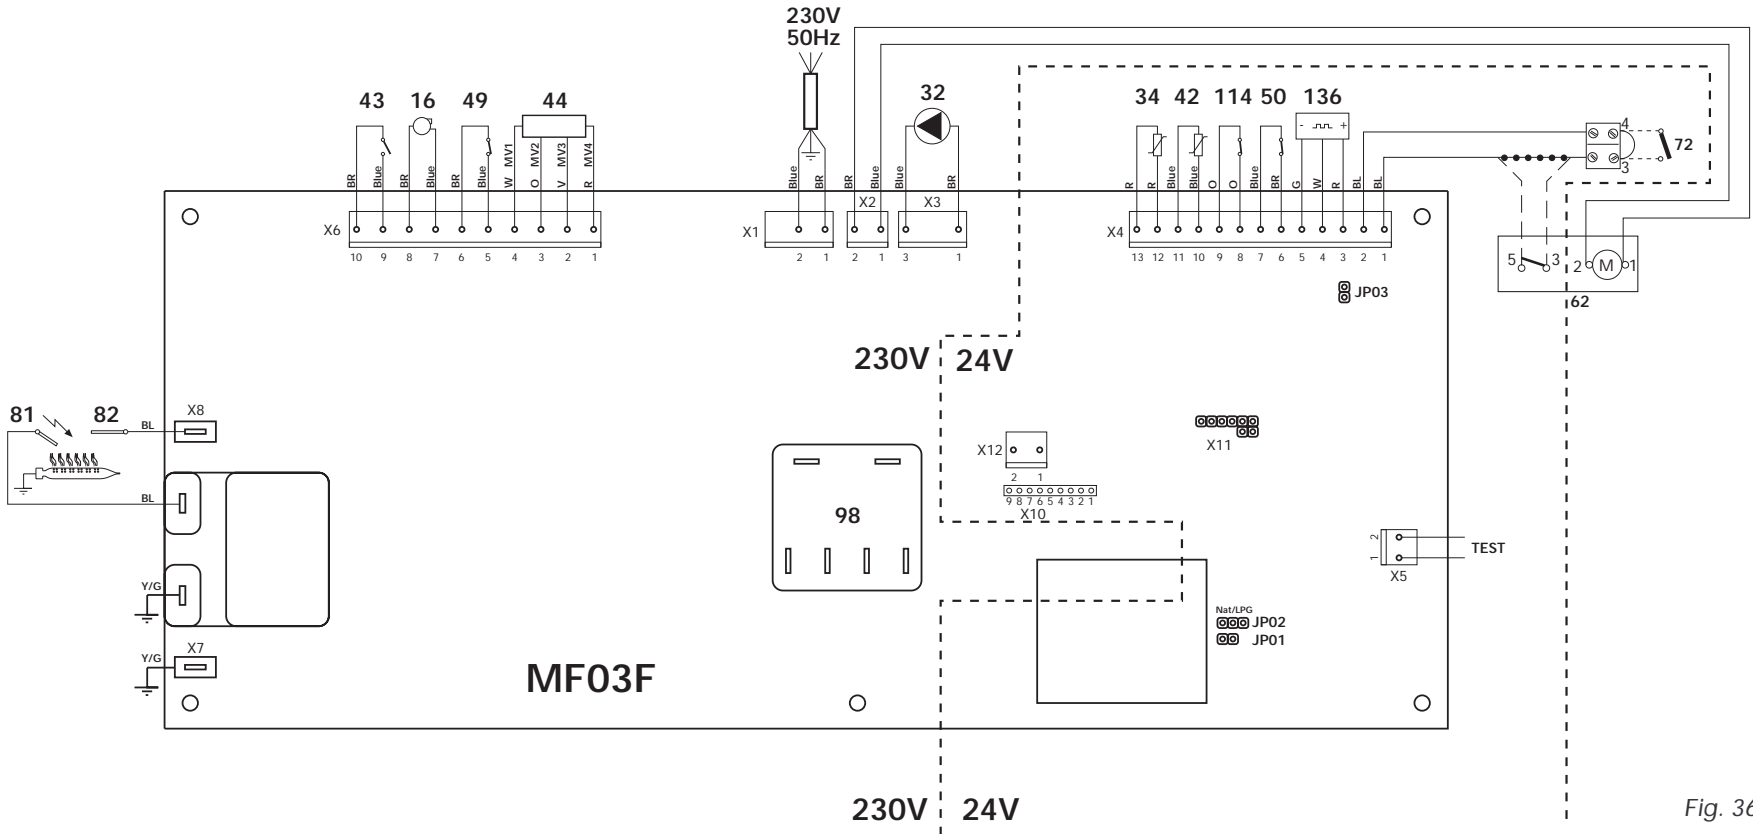 230V
50Hz
43 16 49 44
32
34 42 114 50 136
- +
4
3
72
BR Blue BR Blue BR Blue W MV1 O MV2 V MV3 R MV4
Blue BR BR Blue Blue BR
R R Blue Blue O O Blue BR G W R BL BL
X6
10 9 8 7 6 5 4 3 2 1
X1
2 1
X2
2 1
X3
3 1
X4
13 12 11 10 9 8 7 6 5 4 3 2 1
5 3 2 M 1
62
JP03
230V 24V
81 82 BL X8
BL
Y/G
Y/G X7
98
X12
2 1
9 8 7 6 5 4 3 2 1
X10
X11
2
1
X5
TEST
Nat/LPG
JP02
JP01
MF03F
230V 24V
Fig. 36